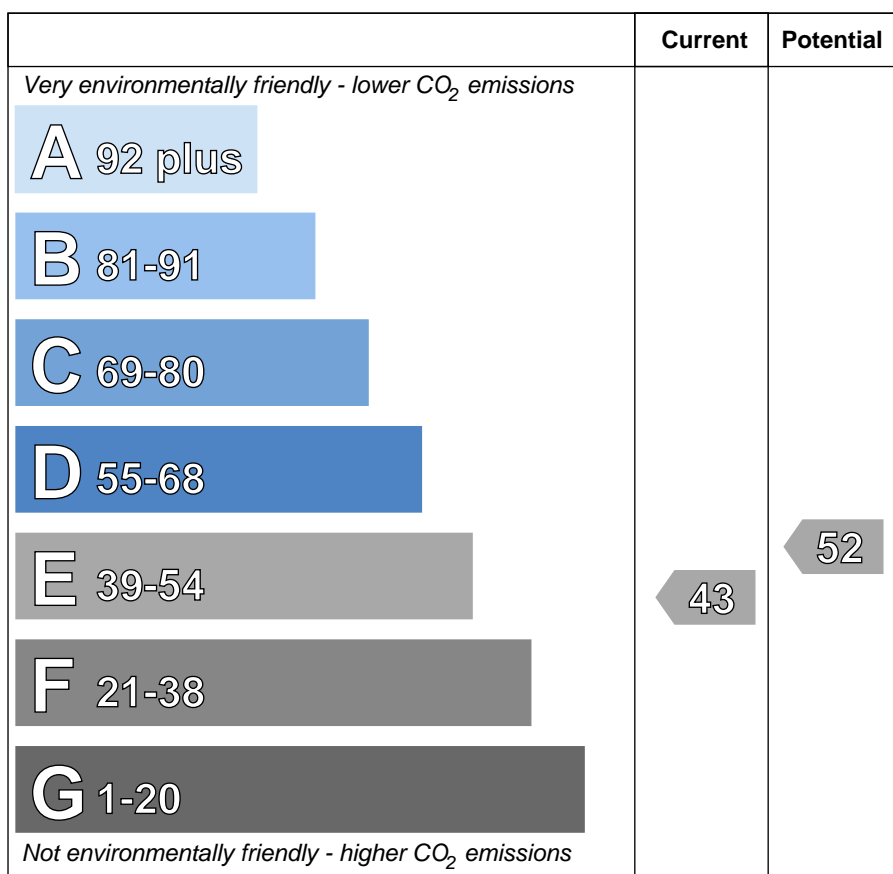 Current Potential
Very environmentally friendly - lower CO2 emissions
A 92 plus
B 81-91
C 69-80
D 55-68
E 39-54
43
52
F 21-38
G 1-20
Not environmentally friendly - higher CO2 emissions